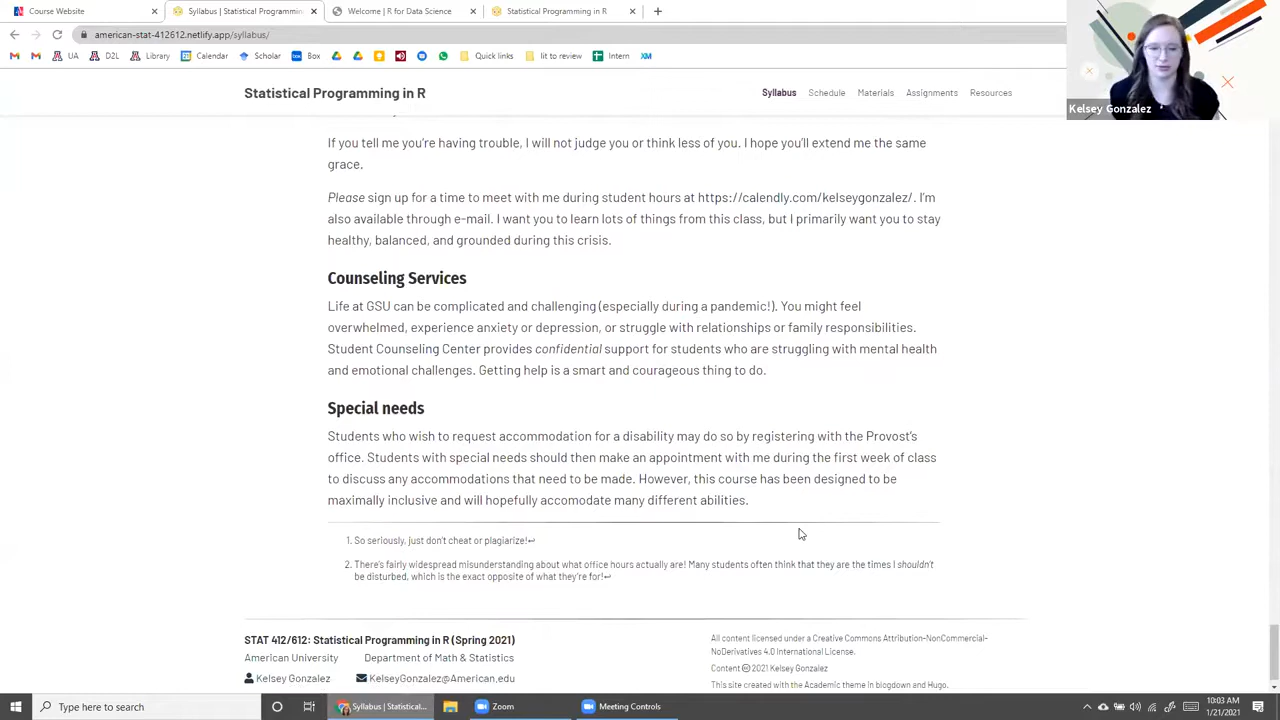 Course Website
Syllabus | Statistical Programmin
Welcome | R for Data Science
Statistical Programming in R
american-stat-412612.netlify.app/syllabus/
UA
D2L
Library
Calendar
Scholar
Box
Quick links
lit to review
Intern
Kelsey Gonzalez
Statistical Programming in R
Syllabus
Schedule
Materials
Assignments
Resources
If you tell me you're having trouble, I will not judge you or think less of you. I hope you'll extend me the same
grace.
Please sign up for a time to meet with me during student hours at https://calendly.com/kelseygonzalez/. I'm
also available through e-mail. I want you to learn lots of things from this class, but I primarily want you to stay
healthy, balanced, and grounded during this crisis.
Counseling Services
Life at GSU can be complicated and challenging (especially during a pandemic!). You might feel
overwhelmed, experience anxiety or depression, or struggle with relationships or family responsibilities.
Student Counseling Center provides confidential support for students who are struggling with mental health
and emotional challenges. Getting help is a smart and courageous thing to do.
Special needs
Students who wish to request accommodation for a disability may do so by registering with the Provost's
office. Students with special needs should then make an appointment with me during the first week of class
to discuss any accommodations that need to be made. However, this course has been designed to be
maximally inclusive and will hopefully accomodate many different abilities.
1. So seriously, just don't cheat or plagiarize!↩
2. There's fairly widespread misunderstanding about what office hours actually are! Many students often think that they are the times I shouldn't
be disturbed, which is the exact opposite of what they're for!↩
STAT 412/612: Statistical Programming in R (Spring 2021)
American University Department of Math & Statistics
Kelsey Gonzalez KelseyGonzalez@American.edu
All content licensed under a Creative Commons Attribution-NonCommercial-
NoDerivatives 4.0 International License.
Content 2021 Kelsey Gonzalez
This site created with the Academic theme in blogdown and Hugo.
Type here to search
Syllabus | Statistical...
Zoom
Meeting Controls
10:03 AM
1/21/2021